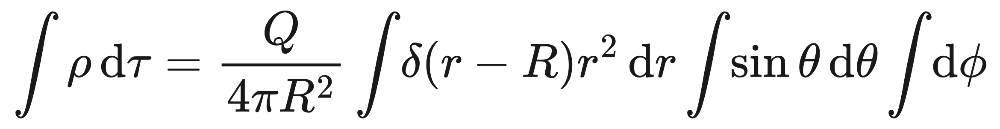 ∫ρ dτ = Q/(4πR²) ∫δ(r − R)r² dr ∫sin θ dθ ∫dϕ